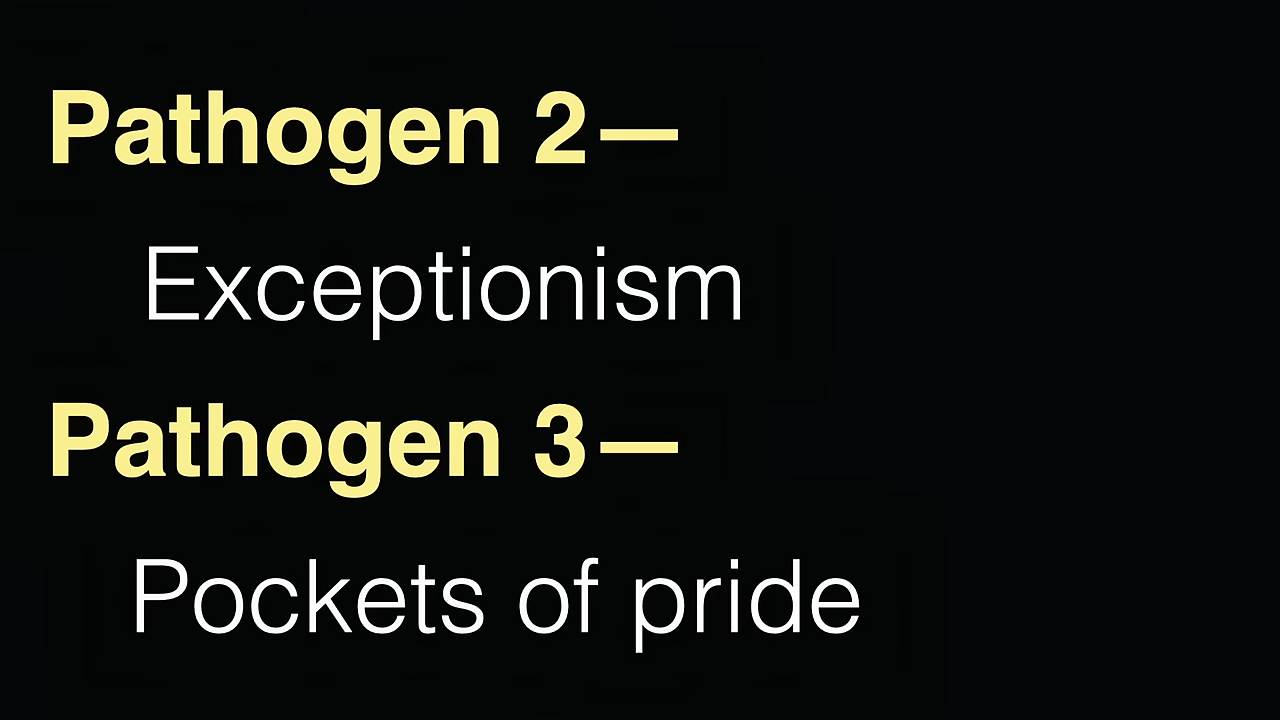 Pathogen 2—
Exceptionism
Pathogen 3—
Pockets of pride